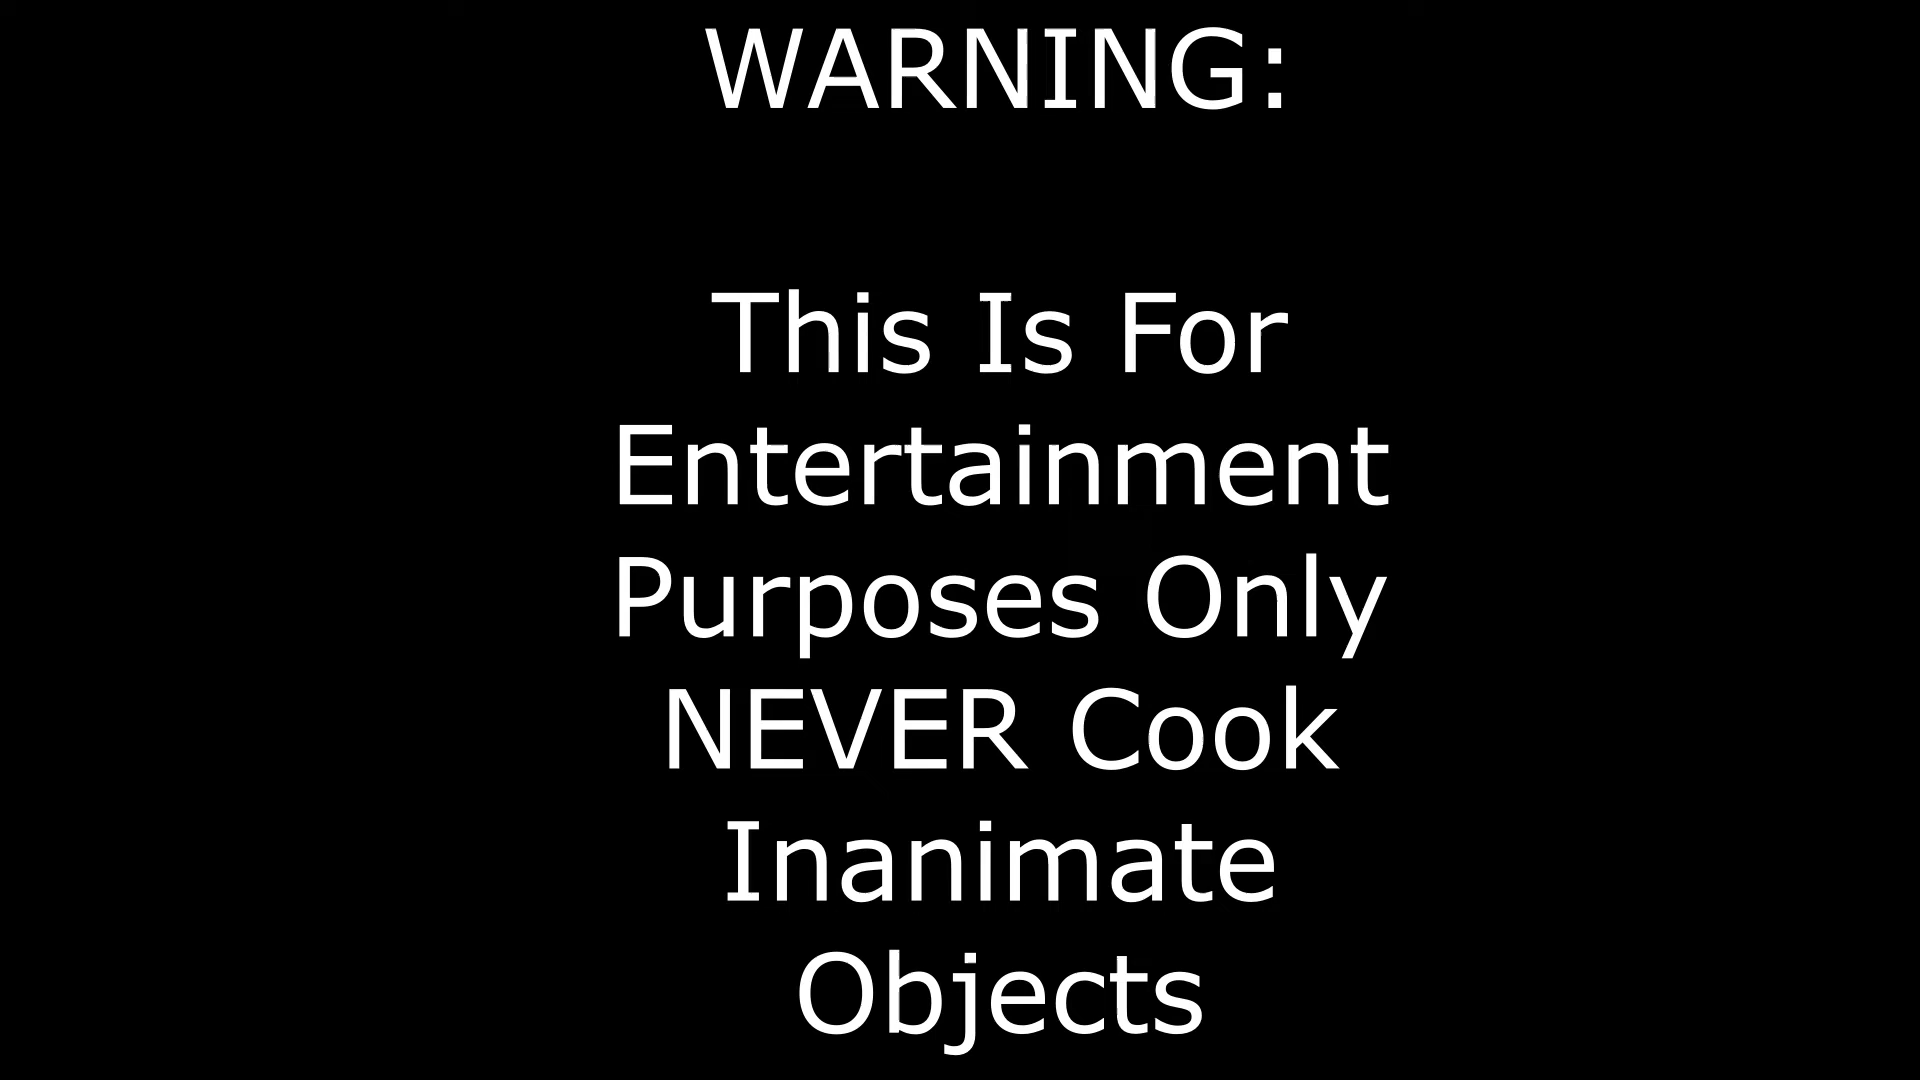 WARNING:
This Is For
Entertainment
Purposes Only
NEVER Cook
Inanimate
Objects